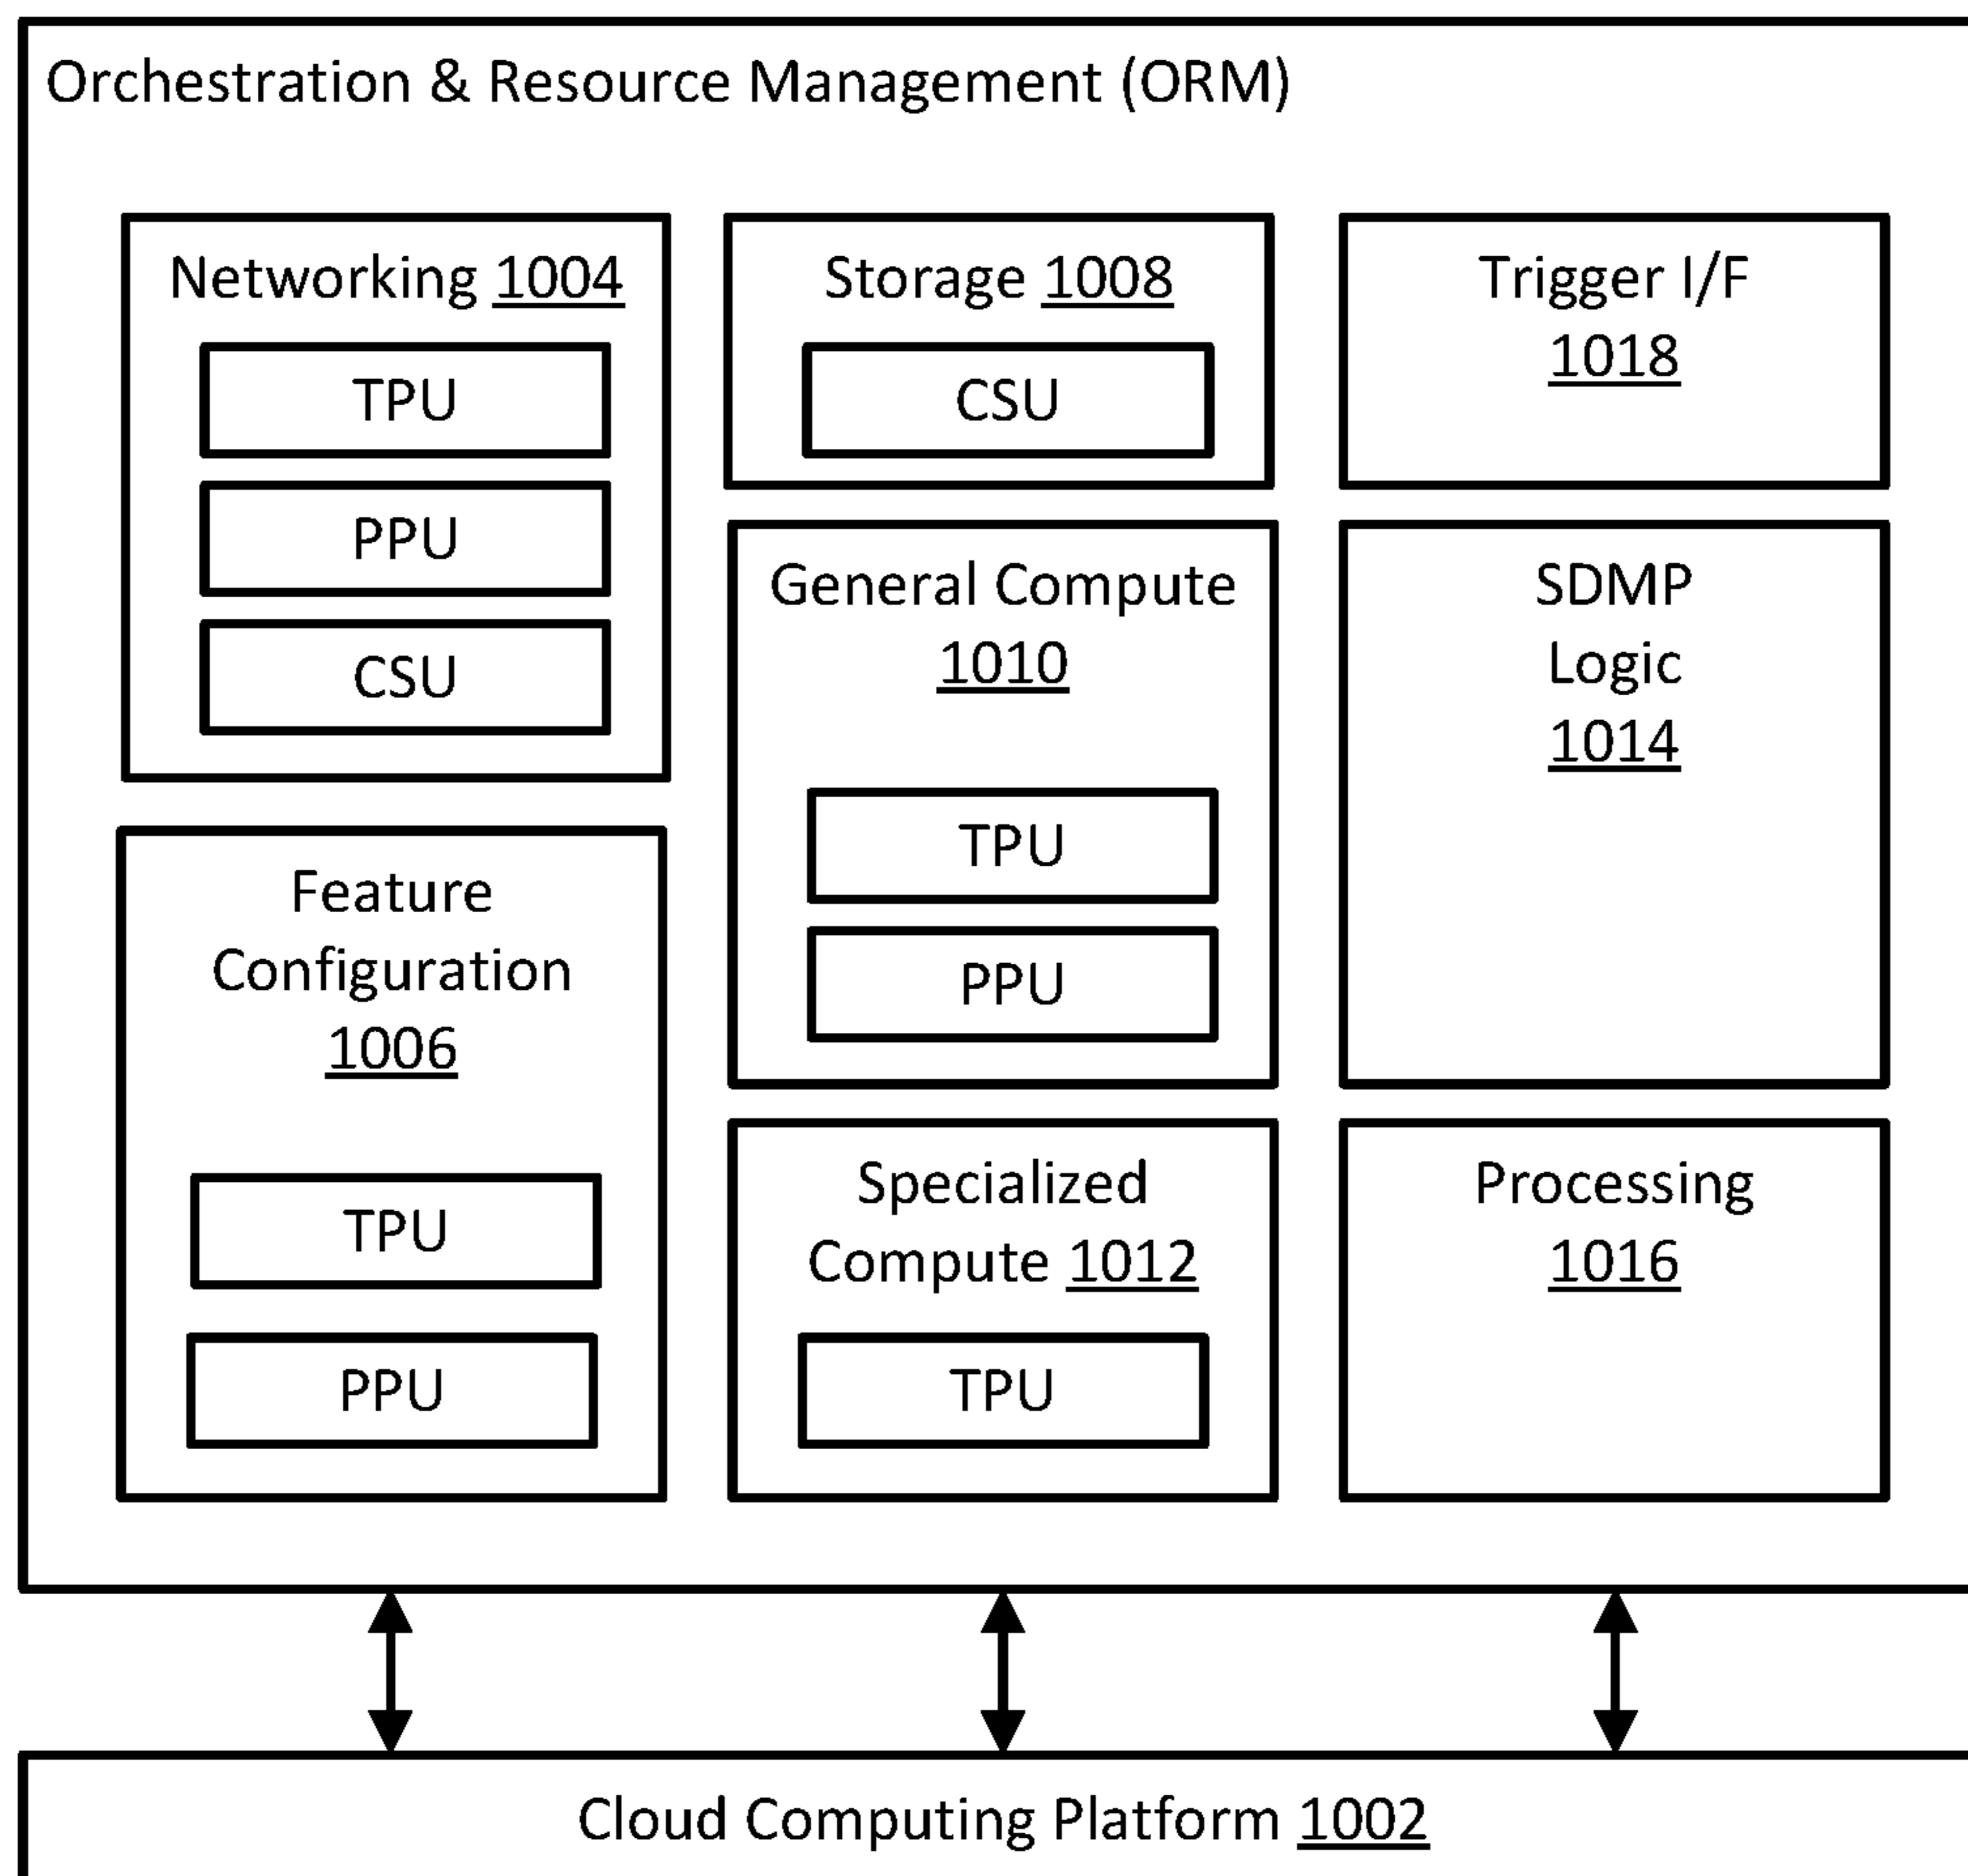 Orchestration & Resource Management (ORM)
Networking 1004
TPU
PPU
CSU
Feature
Configuration
1006
TPU
PPU
Storage 1008
CSU
General Compute
1010
TPU
PPU
Specialized
Compute 1012
TPU
Trigger I/F
1018
SDMP
Logic
1014
Processing
1016
Cloud Computing Platform 1002